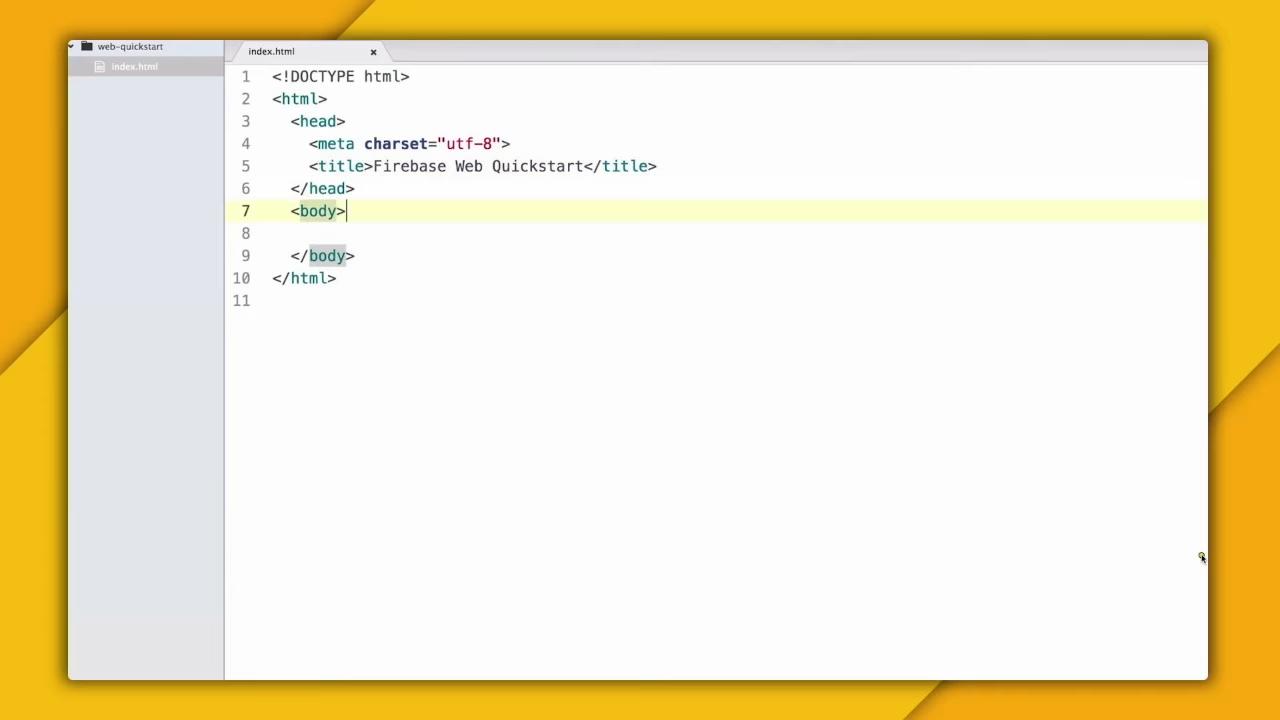 web-quickstart
index.html
index.html
1 <!DOCTYPE html>
2 <html>
3 <head>
4 <meta charset="utf-8">
5 <title>Firebase Web Quickstart</title>
6 </head>
7 <body>
8
9 </body>
10 </html>
11